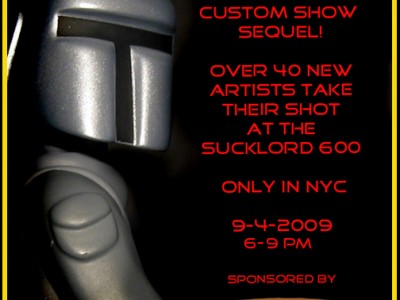 CUSTOM SHOW
SEQUEL!
OVER 40 NEW
ARTISTS TAKE
THEIR SHOT
AT THE
SUCKLORD 600
ONLY IN NYC
9-4-2009
6-9 PM
SPONSORED BY